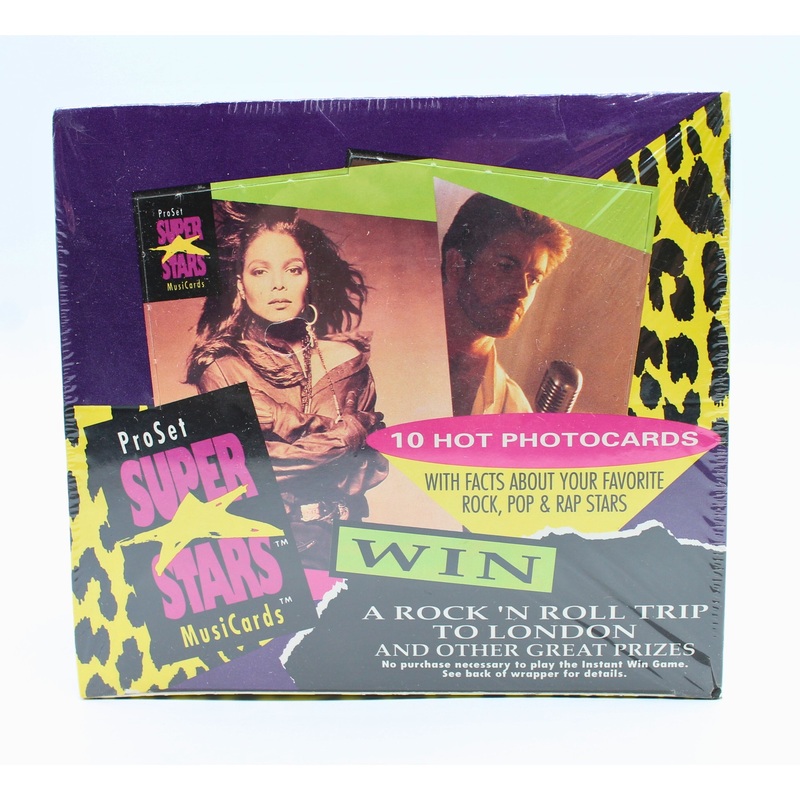 ProSet
SUPER
STARS
MusiCards
10 HOT PHOTOCARDS
WITH FACTS ABOUT YOUR FAVORITE
ROCK, POP & RAP STARS
ProSet
SUPER
STARS™
MusiCards™
WIN
A ROCK 'N ROLL TRIP
TO LONDON
AND OTHER GREAT PRIZES
No purchase necessary to play the Instant Win Game.
See back of wrapper for details.